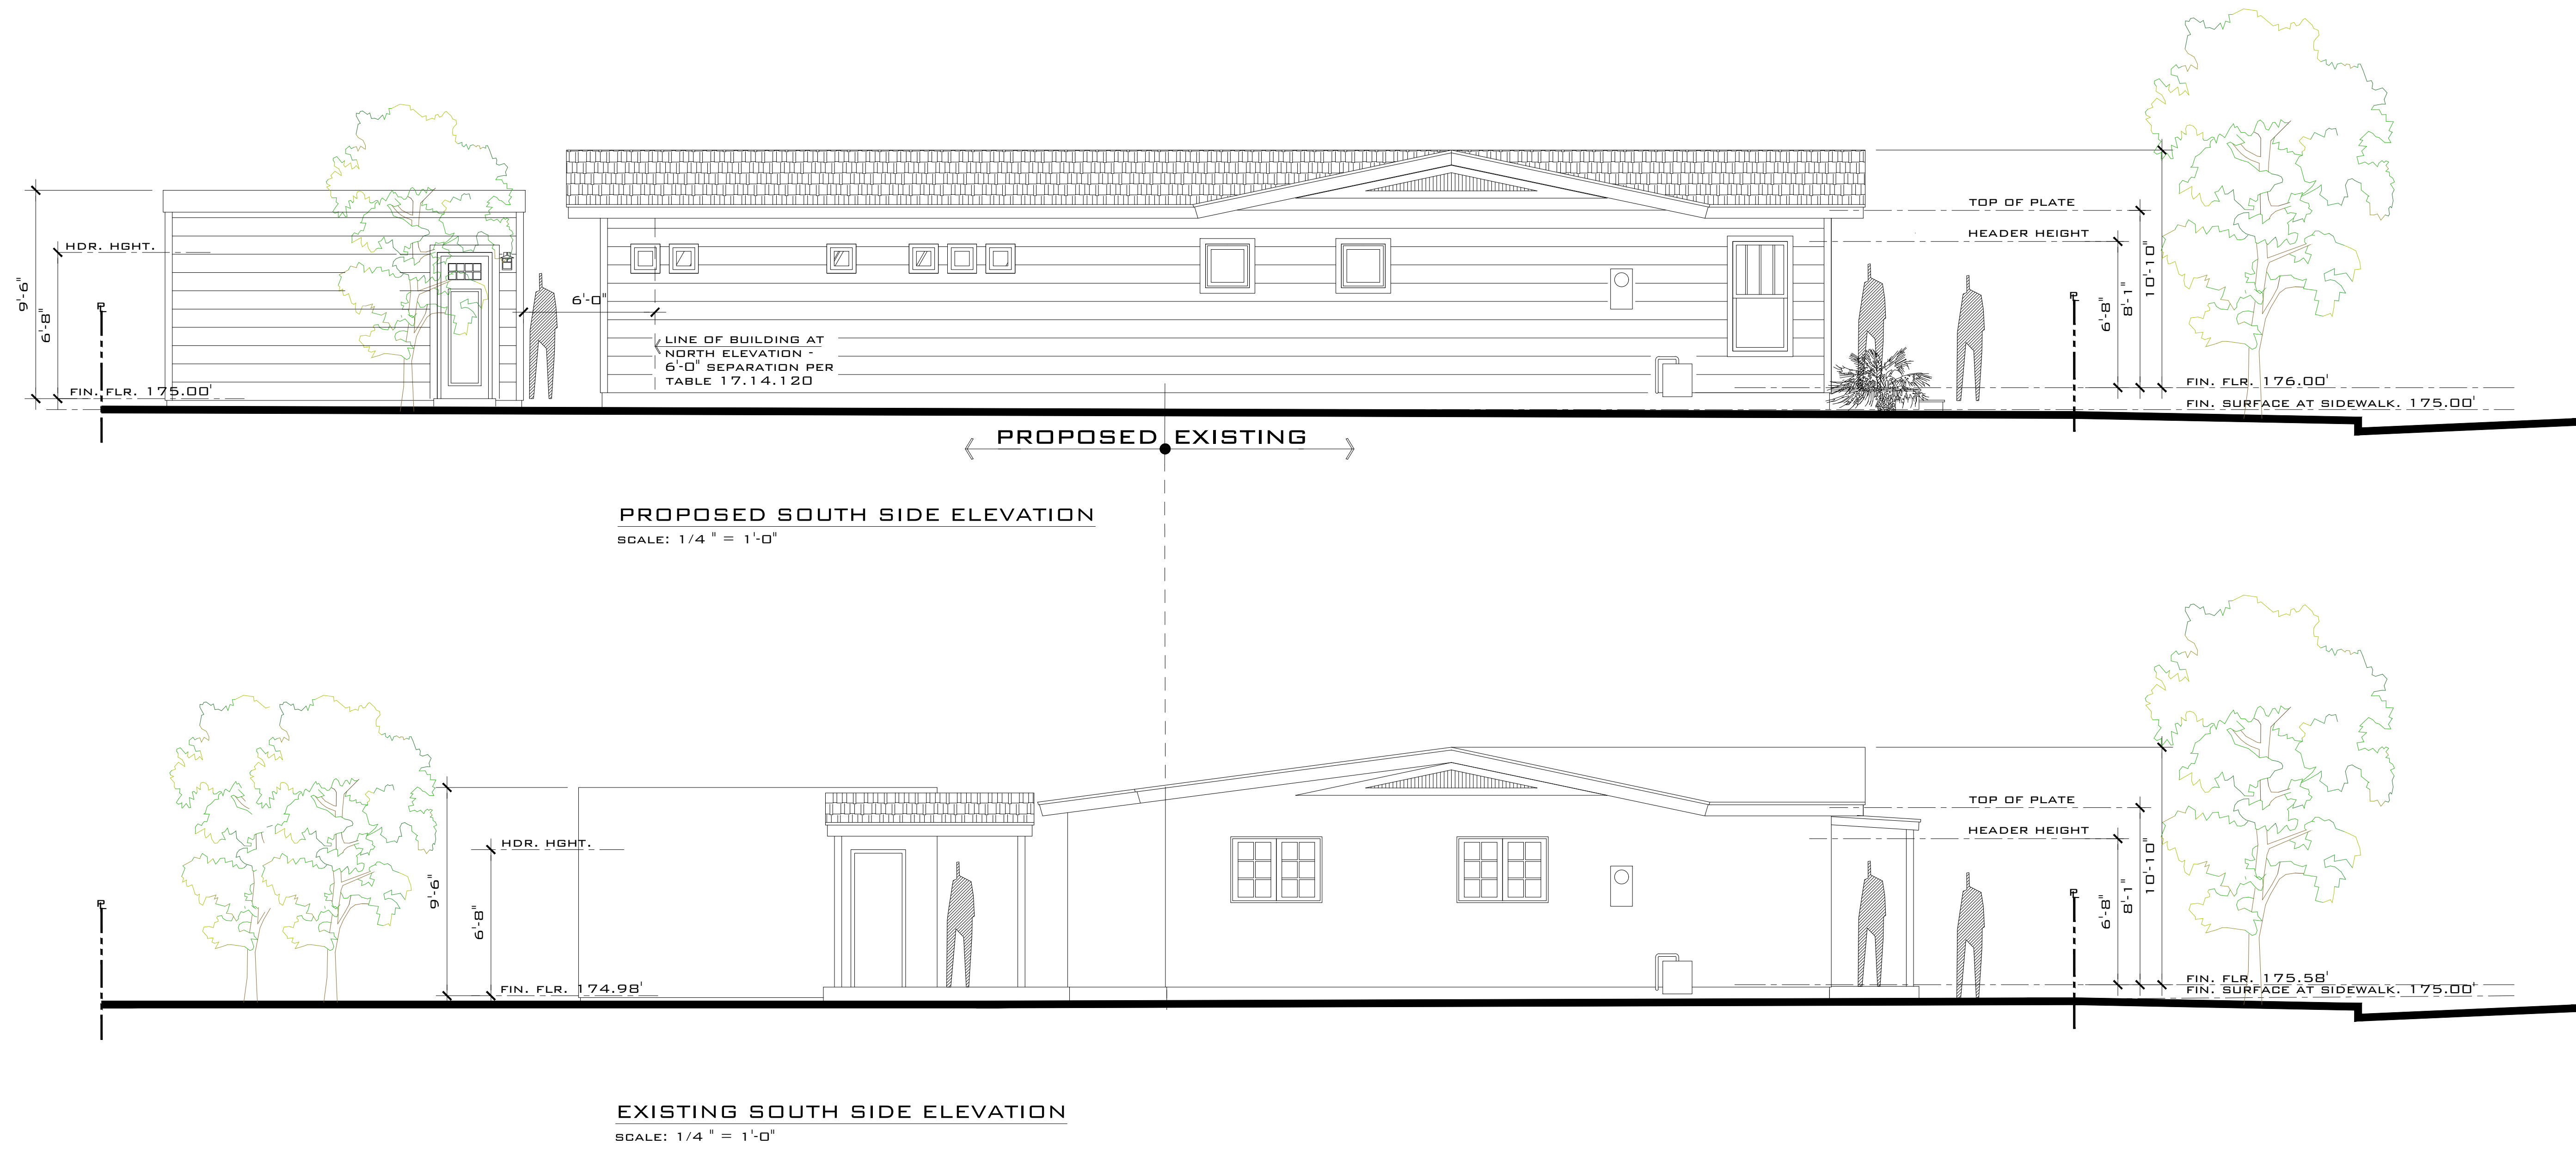 TOP OF PLATE
HEADER HEIGHT
HDR. HGHT.
9'-6"
6'-8"
PL
6'-0"
LINE OF BUILDING AT
NORTH ELEVATION -
6'-0" SEPARATION PER
TABLE 17.14.120
FIN. FLR. 175.00'
PL
6'-8"
8'-1"
10'-10"
FIN. FLR. 176.00'
FIN. SURFACE AT SIDEWALK. 175.00'
PROPOSED EXISTING
PROPOSED SOUTH SIDE ELEVATION
SCALE: 1/4 " = 1'-0"
TOP OF PLATE
HEADER HEIGHT
HDR. HGHT.
PL
9'-6"
6'-8"
FIN. FLR. 174.98'
PL
6'-8"
8'-1"
10'-10"
FIN. FLR. 175.58'
FIN. SURFACE AT SIDEWALK. 175.00'
EXISTING SOUTH SIDE ELEVATION
SCALE: 1/4 " = 1'-0"